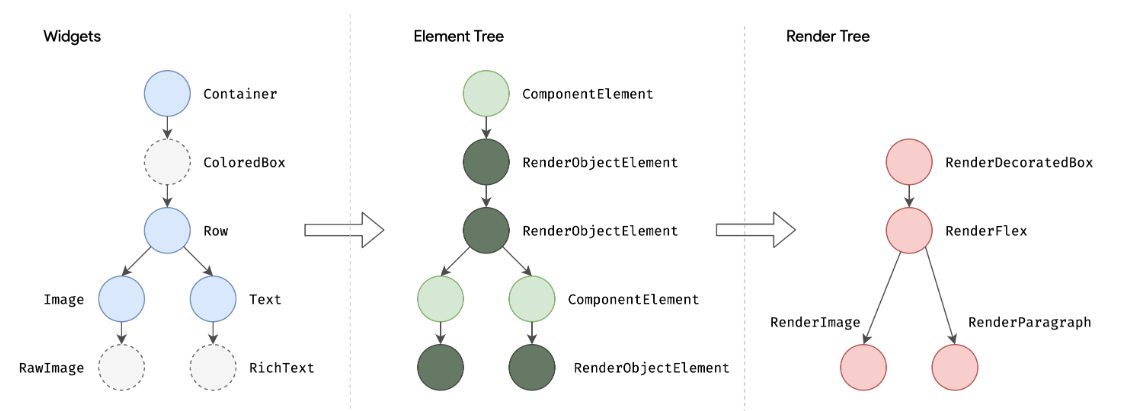 Widgets
Container
ColoredBox
Row
Image
Text
RawImage
RichText
Element Tree
ComponentElement
RenderObjectElement
RenderObjectElement
ComponentElement
RenderObjectElement
Render Tree
RenderDecoratedBox
RenderFlex
RenderImage
RenderParagraph